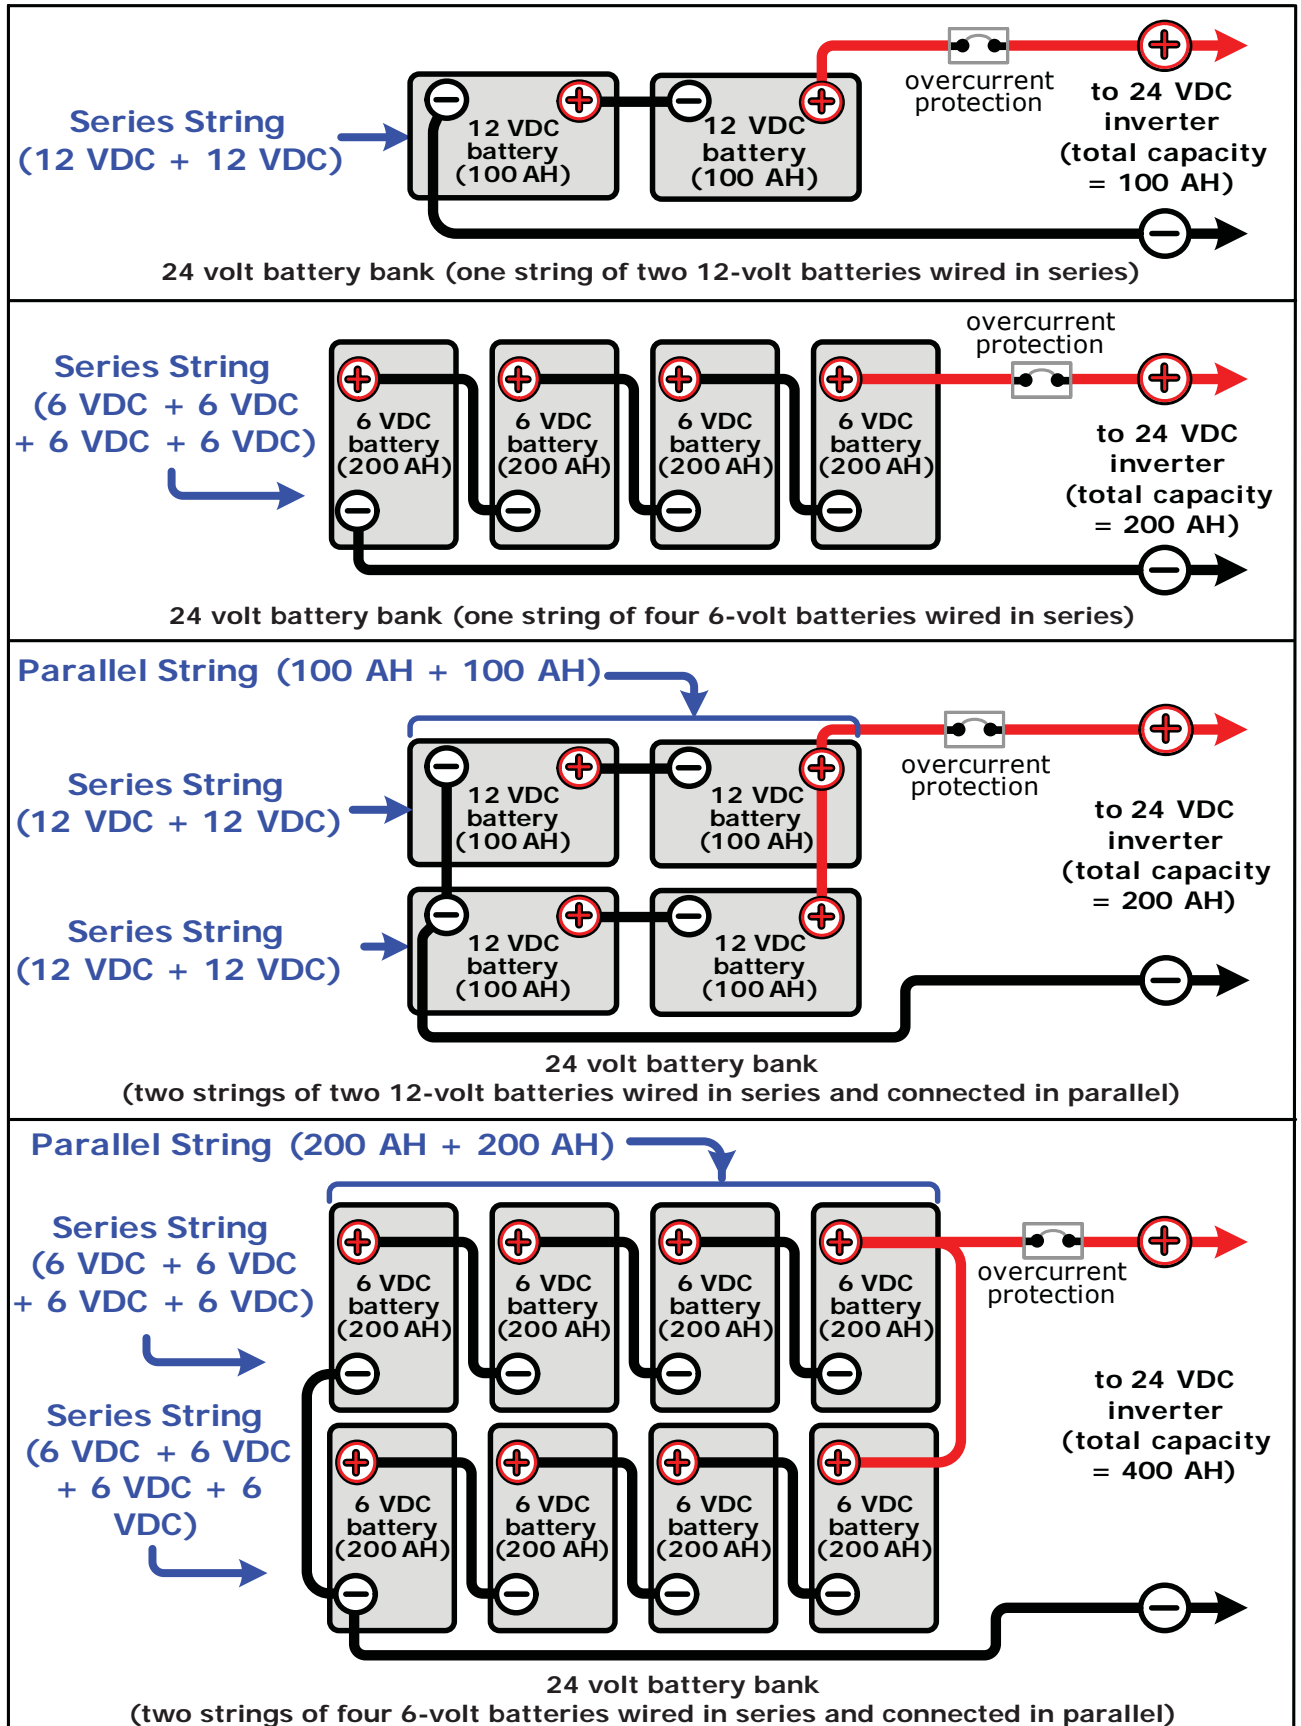 Series String
(12 VDC + 12 VDC)
12 VDC
battery
(100 AH)
12 VDC
battery
(100 AH)
overcurrent
protection
to 24 VDC
inverter
(total capacity
= 100 AH)
24 volt battery bank (one string of two 12-volt batteries wired in series)
Series String
(6 VDC + 6 VDC
+ 6 VDC + 6 VDC)
6 VDC
battery
(200 AH)
6 VDC
battery
(200 AH)
6 VDC
battery
(200 AH)
6 VDC
battery
(200 AH)
overcurrent
protection
to 24 VDC
inverter
(total capacity
= 200 AH)
24 volt battery bank (one string of four 6-volt batteries wired in series)
Parallel String (100 AH + 100 AH)
Series String
(12 VDC + 12 VDC)
12 VDC
battery
(100 AH)
12 VDC
battery
(100 AH)
overcurrent
protection
to 24 VDC
inverter
(total capacity
= 200 AH)
Series String
(12 VDC + 12 VDC)
12 VDC
battery
(100 AH)
12 VDC
battery
(100 AH)
24 volt battery bank
(two strings of two 12-volt batteries wired in series and connected in parallel)
Parallel String (200 AH + 200 AH)
Series String
(6 VDC + 6 VDC
+ 6 VDC + 6 VDC)
6 VDC
battery
(200 AH)
6 VDC
battery
(200 AH)
6 VDC
battery
(200 AH)
6 VDC
battery
(200 AH)
overcurrent
protection
to 24 VDC
inverter
(total capacity
= 400 AH)
Series String
(6 VDC + 6 VDC
+ 6 VDC + 6
VDC)
6 VDC
battery
(200 AH)
6 VDC
battery
(200 AH)
6 VDC
battery
(200 AH)
6 VDC
battery
(200 AH)
24 volt battery bank
(two strings of four 6-volt batteries wired in series and connected in parallel)